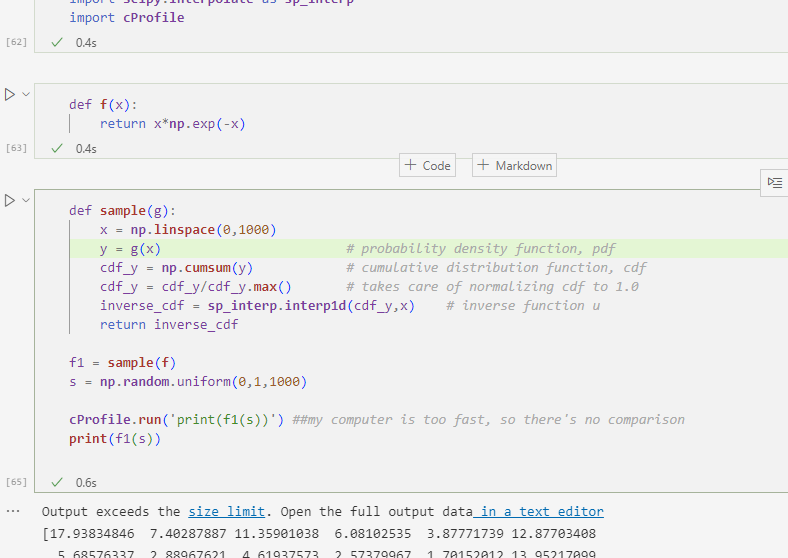 import scipy.interpolate as sp_interp
import cProfile
[62] 0.4s
def f(x):
return x*np.exp(-x)
[63] 0.4s
+ Code + Markdown
def sample(g):
x = np.linspace(0,1000)
y = g(x) # probability density function, pdf
cdf_y = np.cumsum(y) # cumulative distribution function, cdf
cdf_y = cdf_y/cdf_y.max() # takes care of normalizing cdf to 1.0
inverse_cdf = sp_interp.interp1d(cdf_y,x) # inverse function u
return inverse_cdf
f1 = sample(f)
s = np.random.uniform(0,1,1000)
cProfile.run('print(f1(s))') ##my computer is too fast, so there's no comparison
print(f1(s))
[65] 0.6s
... Output exceeds the size limit. Open the full output data in a text editor
[17.93834846 7.40287887 11.35901038 6.08102535 3.87771739 12.87703408
5.68576337 2.88967621 4.61937573 2.57379967 1.70152012 13.95217099